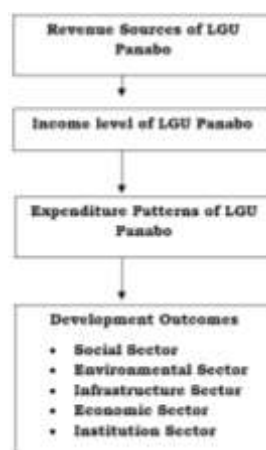 Revenue Sources of LGU
Panabo
Income level of LGU Panabo
Expenditure Patterns of LGU
Panabo
Development Outcomes
• Social Sector
• Environmental Sector
• Infrastructure Sector
• Economic Sector
• Institution Sector